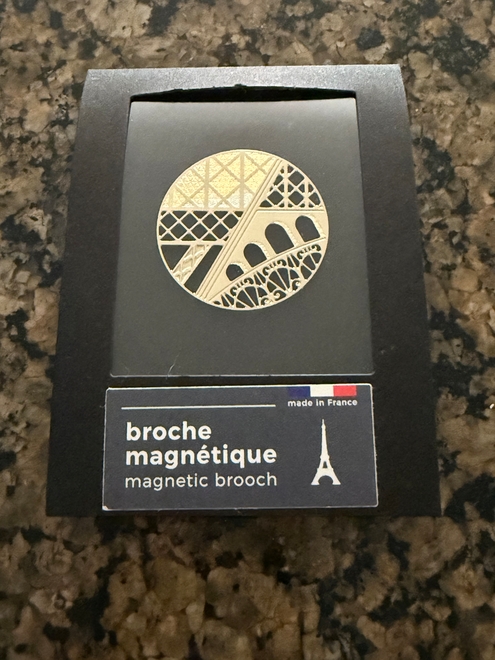 made in France
broche
magnétique
magnetic brooch